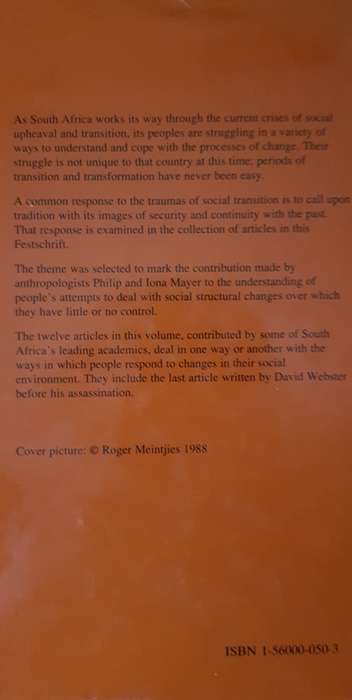 As South Africa works its way through the current crises of social
upheaval and transition, its peoples are struggling in a variety of
ways to understand and cope with the processes of change. Their
struggle is not unique to that country at this time; periods of
transition and transformation have never been easy.
A common response to the traumas of social transition is to call upon
tradition with its images of security and continuity with the past.
That response is examined in the collection of articles in this
Festschrift.
The theme was selected to mark the contribution made by
anthropologists Philip and Iona Mayer to the understanding of
people's attempts to deal with social structural changes over which
they have little or no control.
The twelve articles in this volume, contributed by some of South
Africa's leading academics, deal in one way or another with the
ways in which people respond to changes in their social
environment. They include the last article written by David Webster
before his assassination.
Cover picture: © Roger Meintjies 1988
ISBN 1-56000-050-3